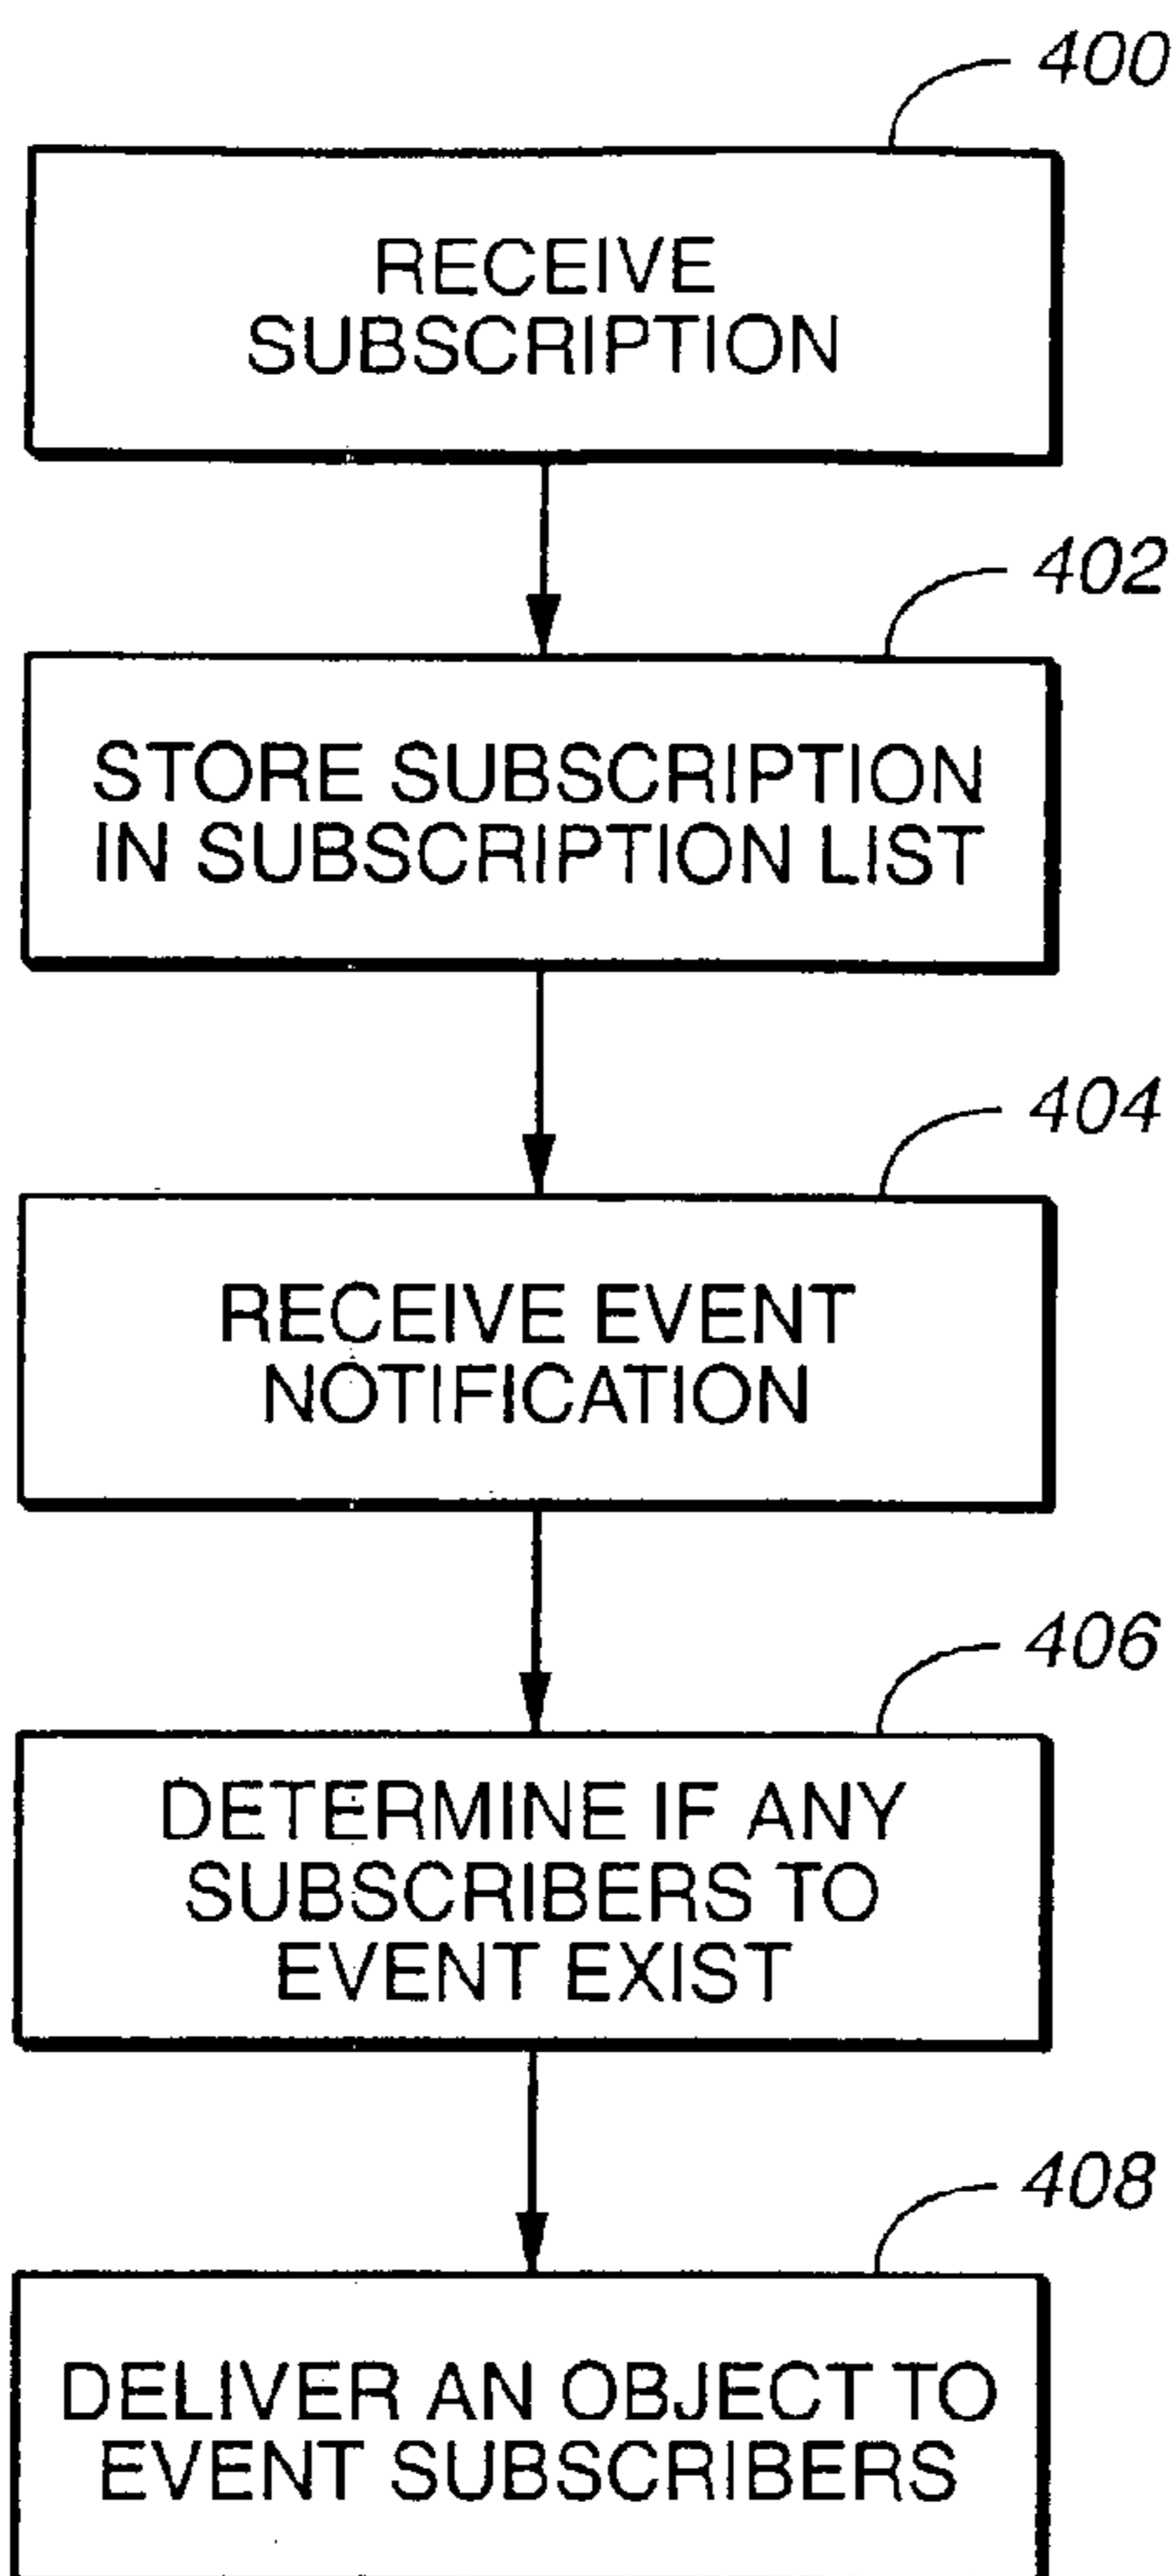 400
RECEIVE
SUBSCRIPTION
402
STORE SUBSCRIPTION
IN SUBSCRIPTION LIST
404
RECEIVE EVENT
NOTIFICATION
406
DETERMINE IF ANY
SUBSCRIBERS TO
EVENT EXIST
408
DELIVER AN OBJECT TO
EVENT SUBSCRIBERS